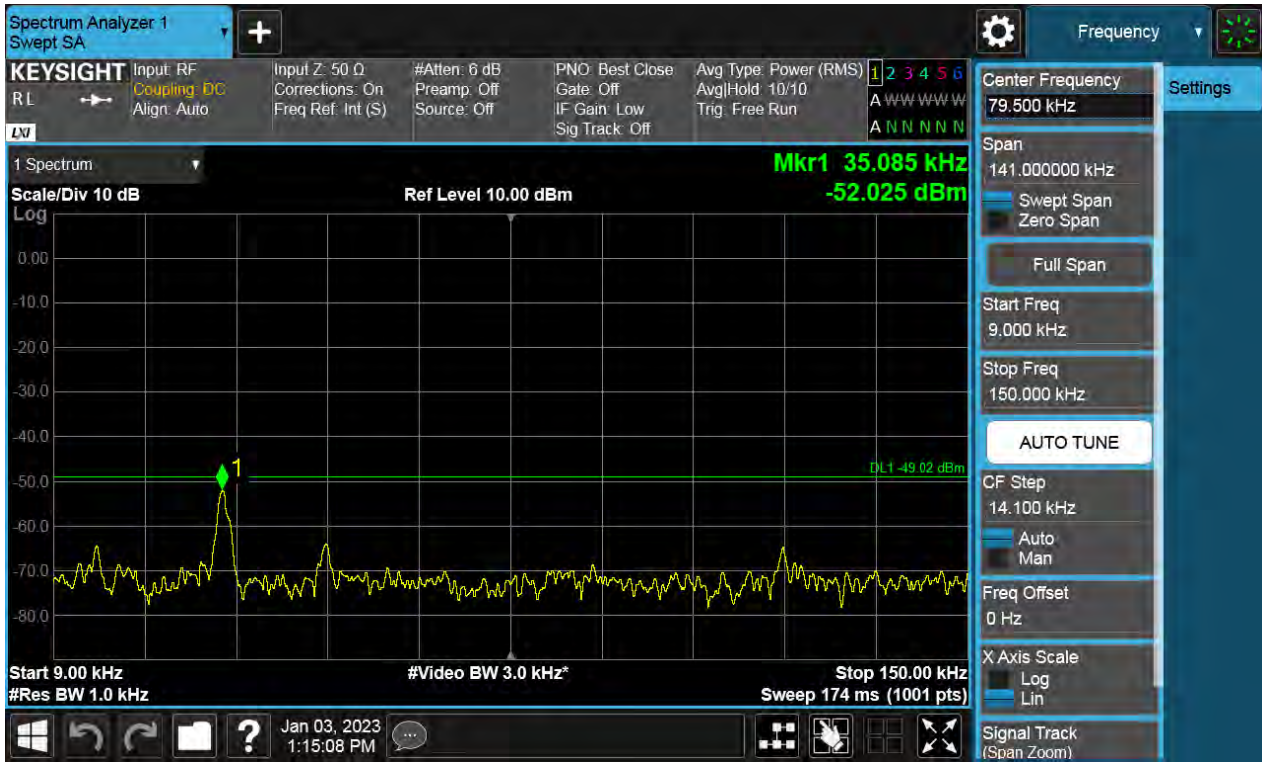 Spectrum Analyzer 1
Swept SA
+
Frequency
KEYSIGHT
RL
LXI
Input: RF
Coupling: DC
Align: Auto
Input Z: 50 Ω
Corrections: On
Freq Ref: Int (S)
#Atten: 6 dB
Preamp: Off
Source: Off
PNO: Best Close
Gate: Off
IF Gain: Low
Sig Track: Off
Avg Type: Power (RMS)
Avg|Hold: 10/10
Trig: Free Run
1 2 3 4 5 6
A W W W W W
A N N N N N
1 Spectrum
Mkr1 35.085 kHz
-52.025 dBm
Scale/Div 10 dB
Ref Level 10.00 dBm
Log
0.00
-10.0
-20.0
-30.0
-40.0
-50.0
-60.0
-70.0
-80.0
1
DL1 -49.02 dBm
Start 9.00 kHz
#Video BW 3.0 kHz*
Stop 150.00 kHz
#Res BW 1.0 kHz
Sweep 174 ms (1001 pts)
Center Frequency
79.500 kHz
Settings
Span
141.000000 kHz
Swept Span
Zero Span
Full Span
Start Freq
9.000 kHz
Stop Freq
150.000 kHz
AUTO TUNE
CF Step
14.100 kHz
Auto
Man
Freq Offset
0 Hz
X Axis Scale
Log
Lin
Signal Track
(Span Zoom)
?
Jan 03, 2023
1:15:08 PM